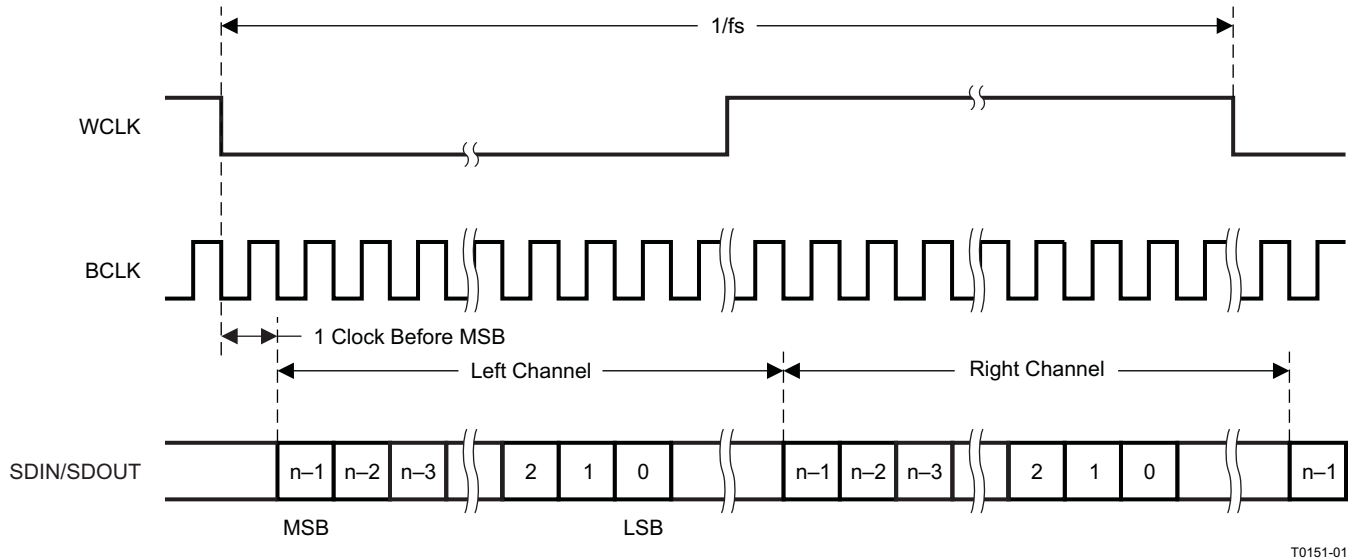 1/fs
WCLK
BCLK
1 Clock Before MSB
Left Channel Right Channel
SDIN/SDOUT n–1 n–2 n–3 2 1 0 n–1 n–2 n–3 2 1 0 n–1
MSB LSB
T0151-01